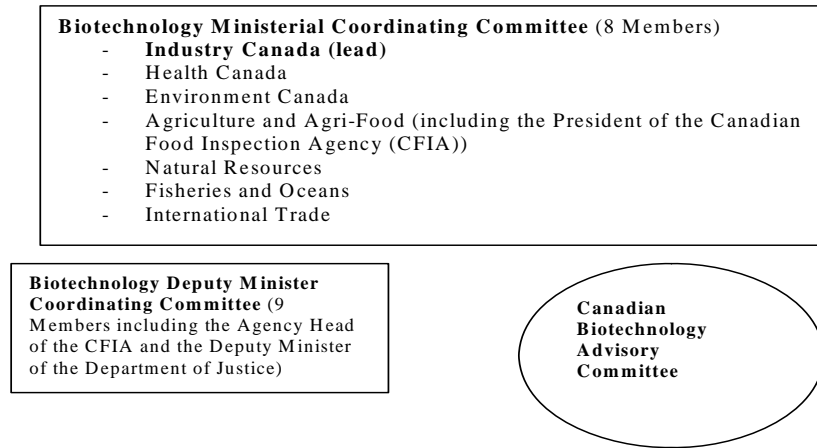 Biotechnology Ministerial Coordinating Committee (8 Members)
- Industry Canada (lead)
- Health Canada
- Environment Canada
- Agriculture and Agri-Food (including the President of the Canadian
Food Inspection Agency (CFIA))
- Natural Resources
- Fisheries and Oceans
- International Trade
Biotechnology Deputy Minister
Coordinating Committee (9
Members including the Agency Head
of the CFIA and the Deputy Minister
of the Department of Justice)
Canadian
Biotechnology
Advisory
Committee